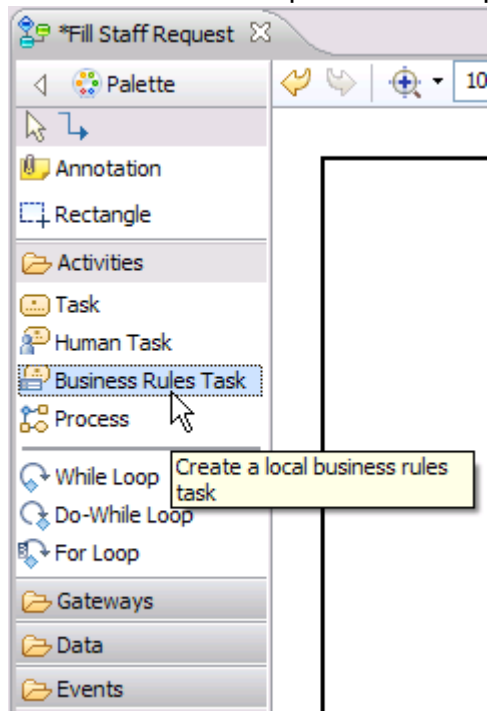 *Fill Staff Request
Palette
10
Annotation
Rectangle
Activities
Task
Human Task
Business Rules Task
Process
Create a local business rules
task
While Loop
Do-While Loop
For Loop
Gateways
Data
Events